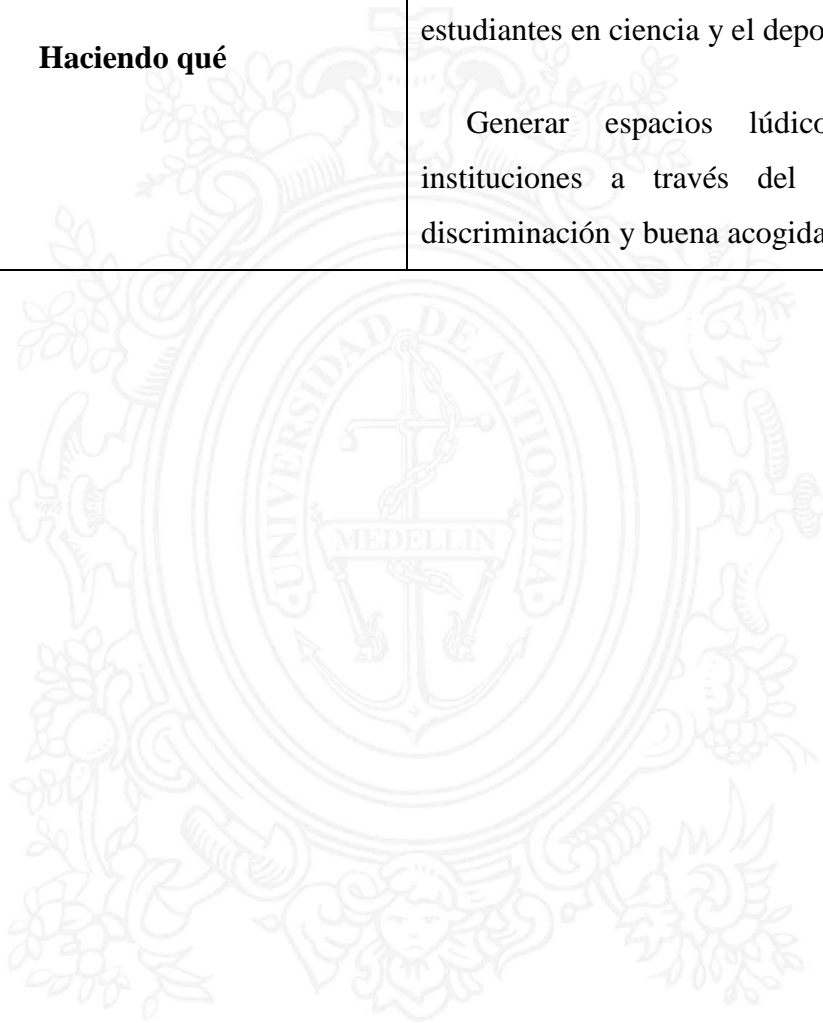 estudiantes en ciencia y el depo
Haciendo qué
Generar espacios lúdico
instituciones a través del
discriminación y buena acogida
UNIVERSIDAD DE ANTIOQUIA
MEDELLIN